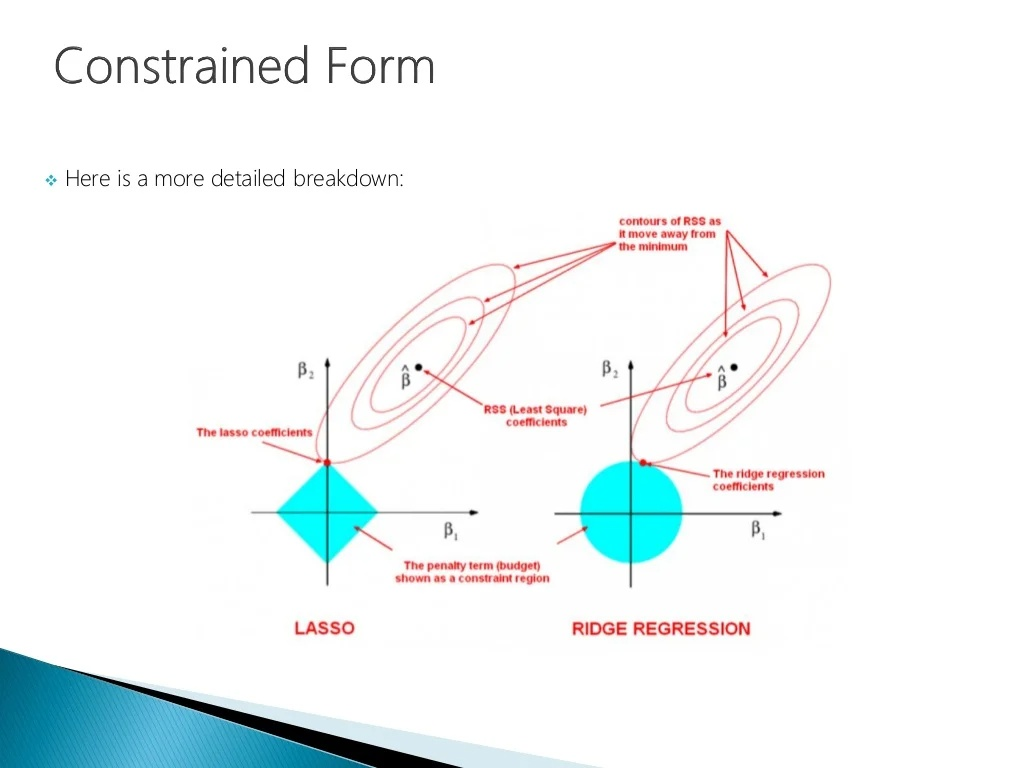 Constrained Form
Here is a more detailed breakdown:
contours of RSS as
it move away from
the minimum
β₂
β̂
β₂
β̂
RSS (Least Square)
coefficients
The lasso coefficients
The ridge regression
coefficients
β₁
β₁
The penalty term (budget)
shown as a constraint region
LASSO
RIDGE REGRESSION